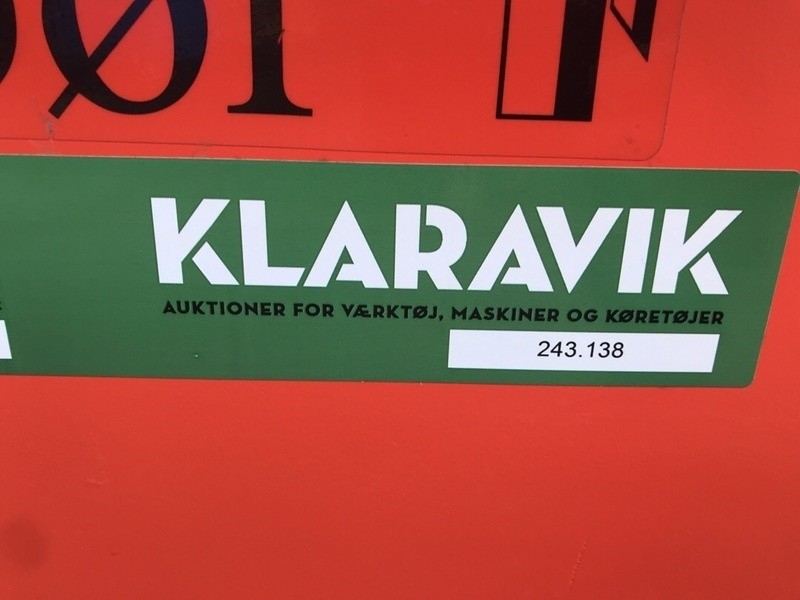 KLARAVIK
AUKTIONER FOR VÆRKTØJ, MASKINER OG KØRETØJER
243.138